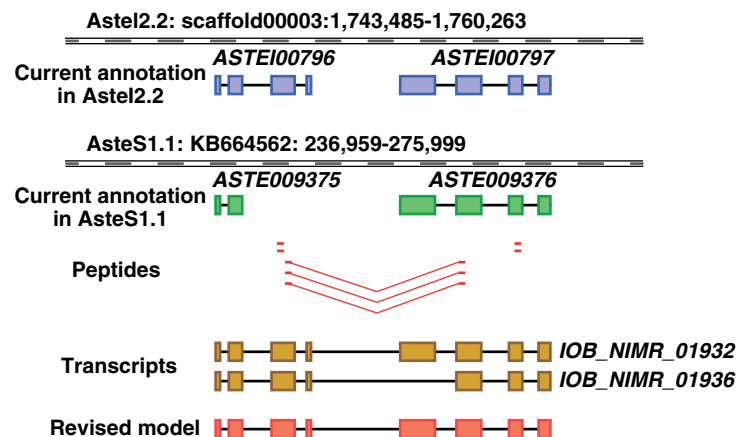 Astel2.2: scaffold00003:1,743,485-1,760,263
ASTEI00796 ASTEI00797
Current annotation
in Astel2.2
AsteS1.1: KB664562: 236,959-275,999
ASTE009375 ASTE009376
Current annotation
in AsteS1.1
Peptides
Transcripts
IOB_NIMR_01932
IOB_NIMR_01936
Revised model